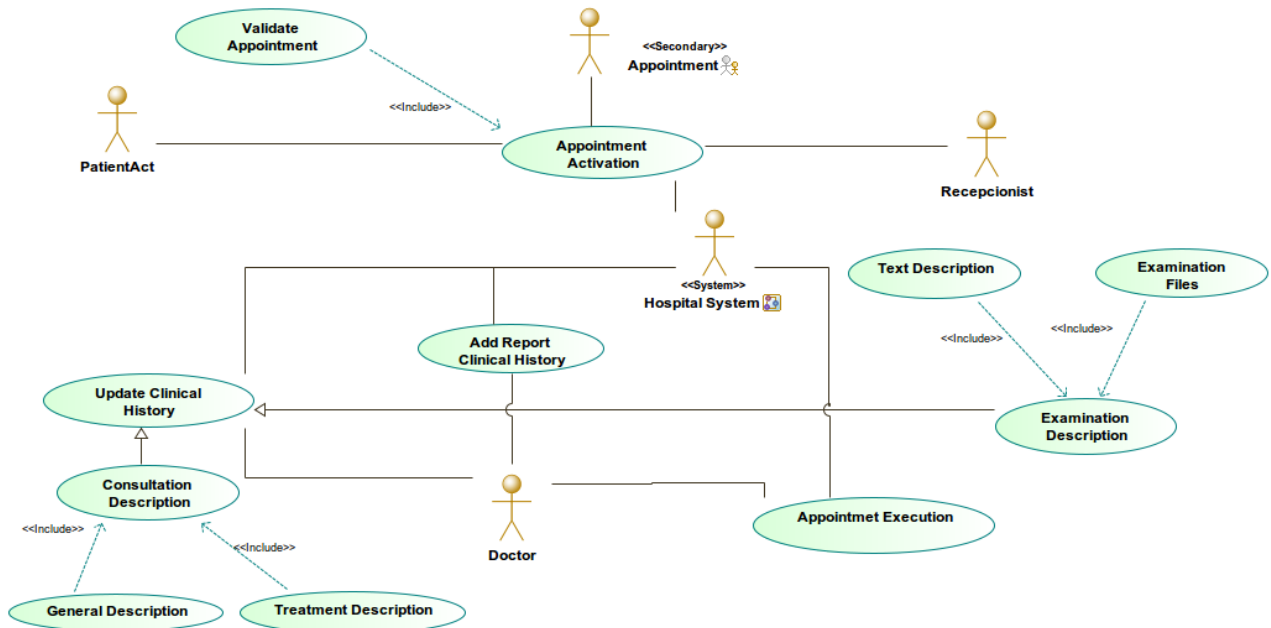 Validate
Appointment
<<Secondary>>
Appointment
<<Include>>
PatientAct
Appointment
Activation
Recepcionist
<<System>>
Hospital System
Text Description
Examination
Files
<<Include>>
<<Include>>
Add Report
Clinical History
Update Clinical
History
Examination
Description
Consultation
Description
<<Include>>
<<Include>>
Doctor
Appointmet Execution
General Description
Treatment Description